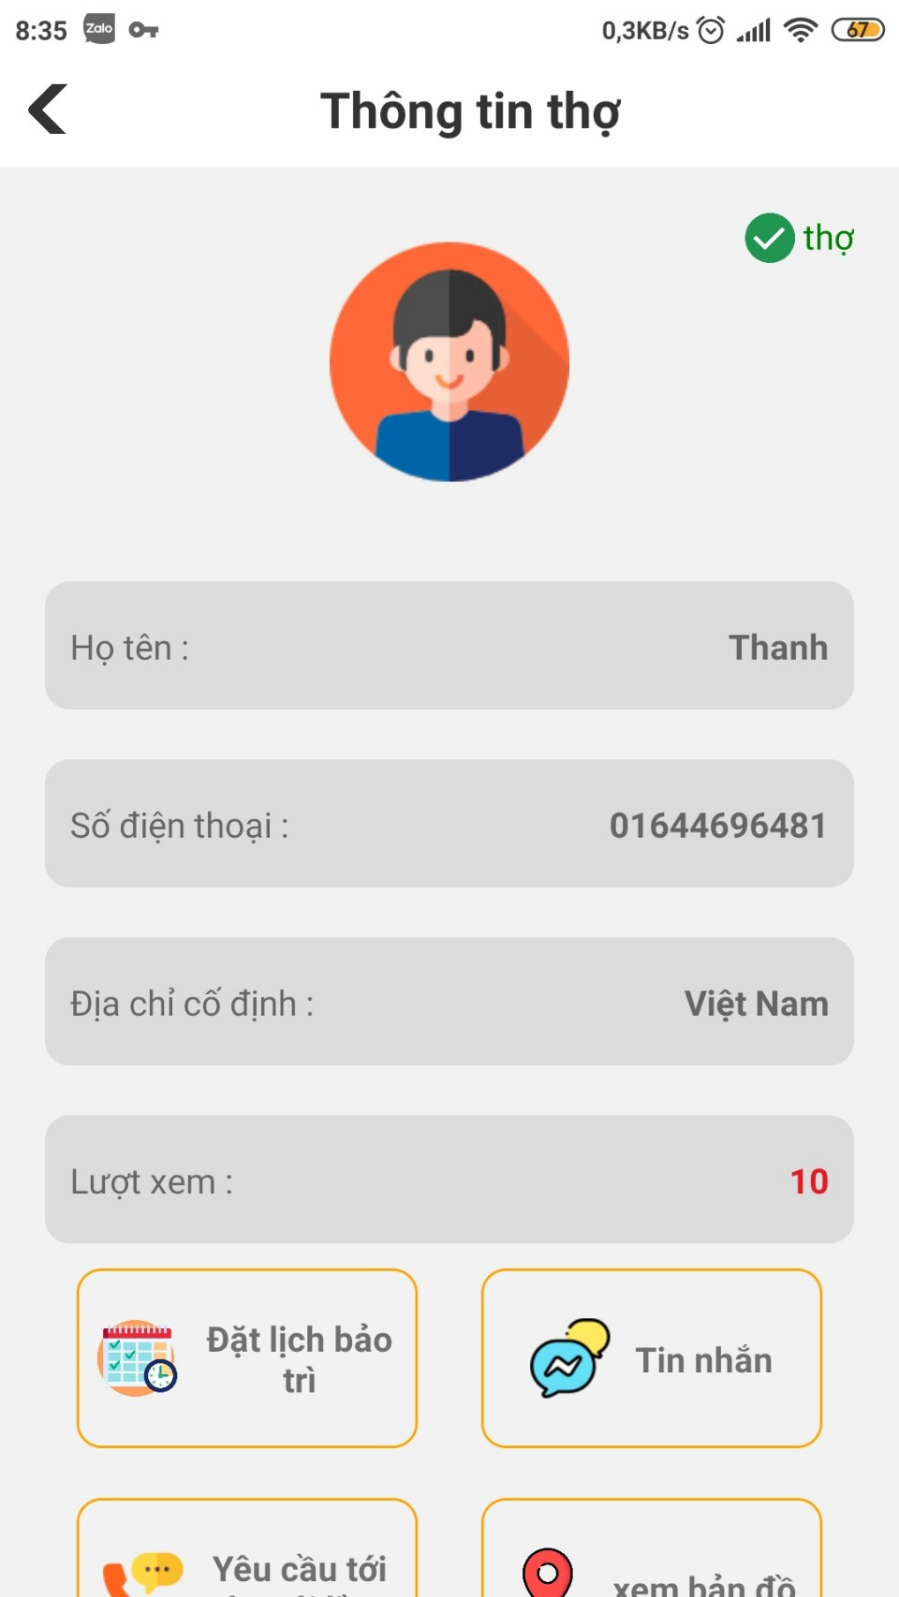 8:35 Zalo 0,3KB/s 67
Thông tin thợ
thợ
Họ tên : Thanh
Số điện thoại : 01644696481
Địa chỉ cố định : Việt Nam
Lượt xem : 10
Đặt lịch bảo
trì
Tin nhắn
Yêu cầu tới
xem bản đồ